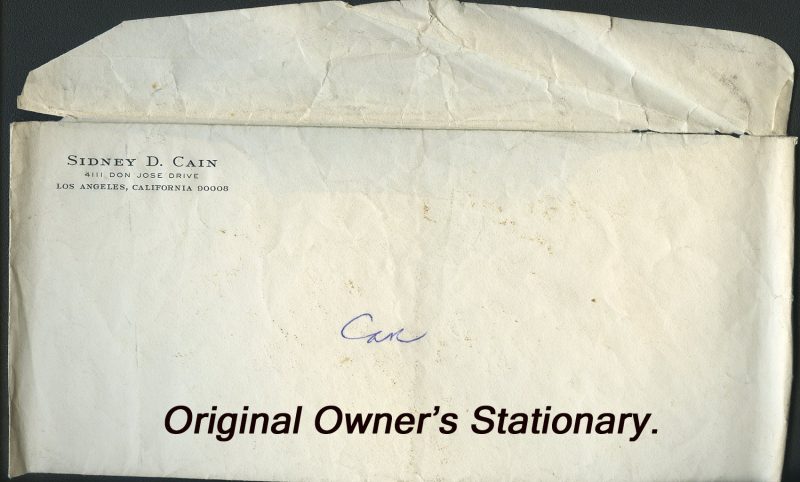 SIDNEY D. CAIN
4111 DON JOSE DRIVE
LOS ANGELES, CALIFORNIA 90008
Car
Original Owner's Stationary.